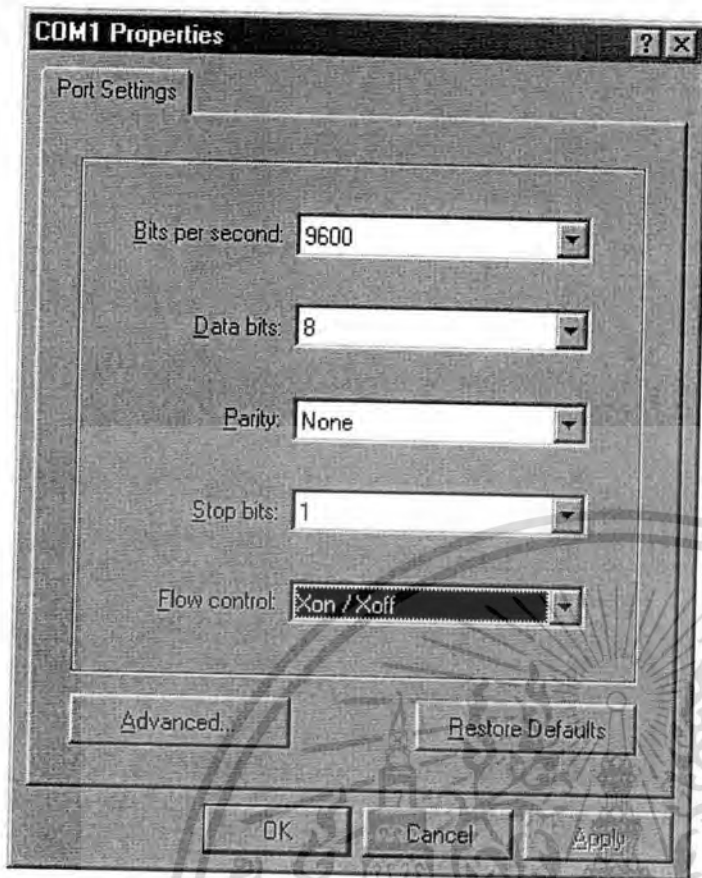 COM1 Properties
Port Settings
Bits per second: 9600
Data bits: 8
Parity: None
Stop bits: 1
Flow control: Xon / Xoff
Advanced...
Restore Defaults
OK
Cancel
Apply